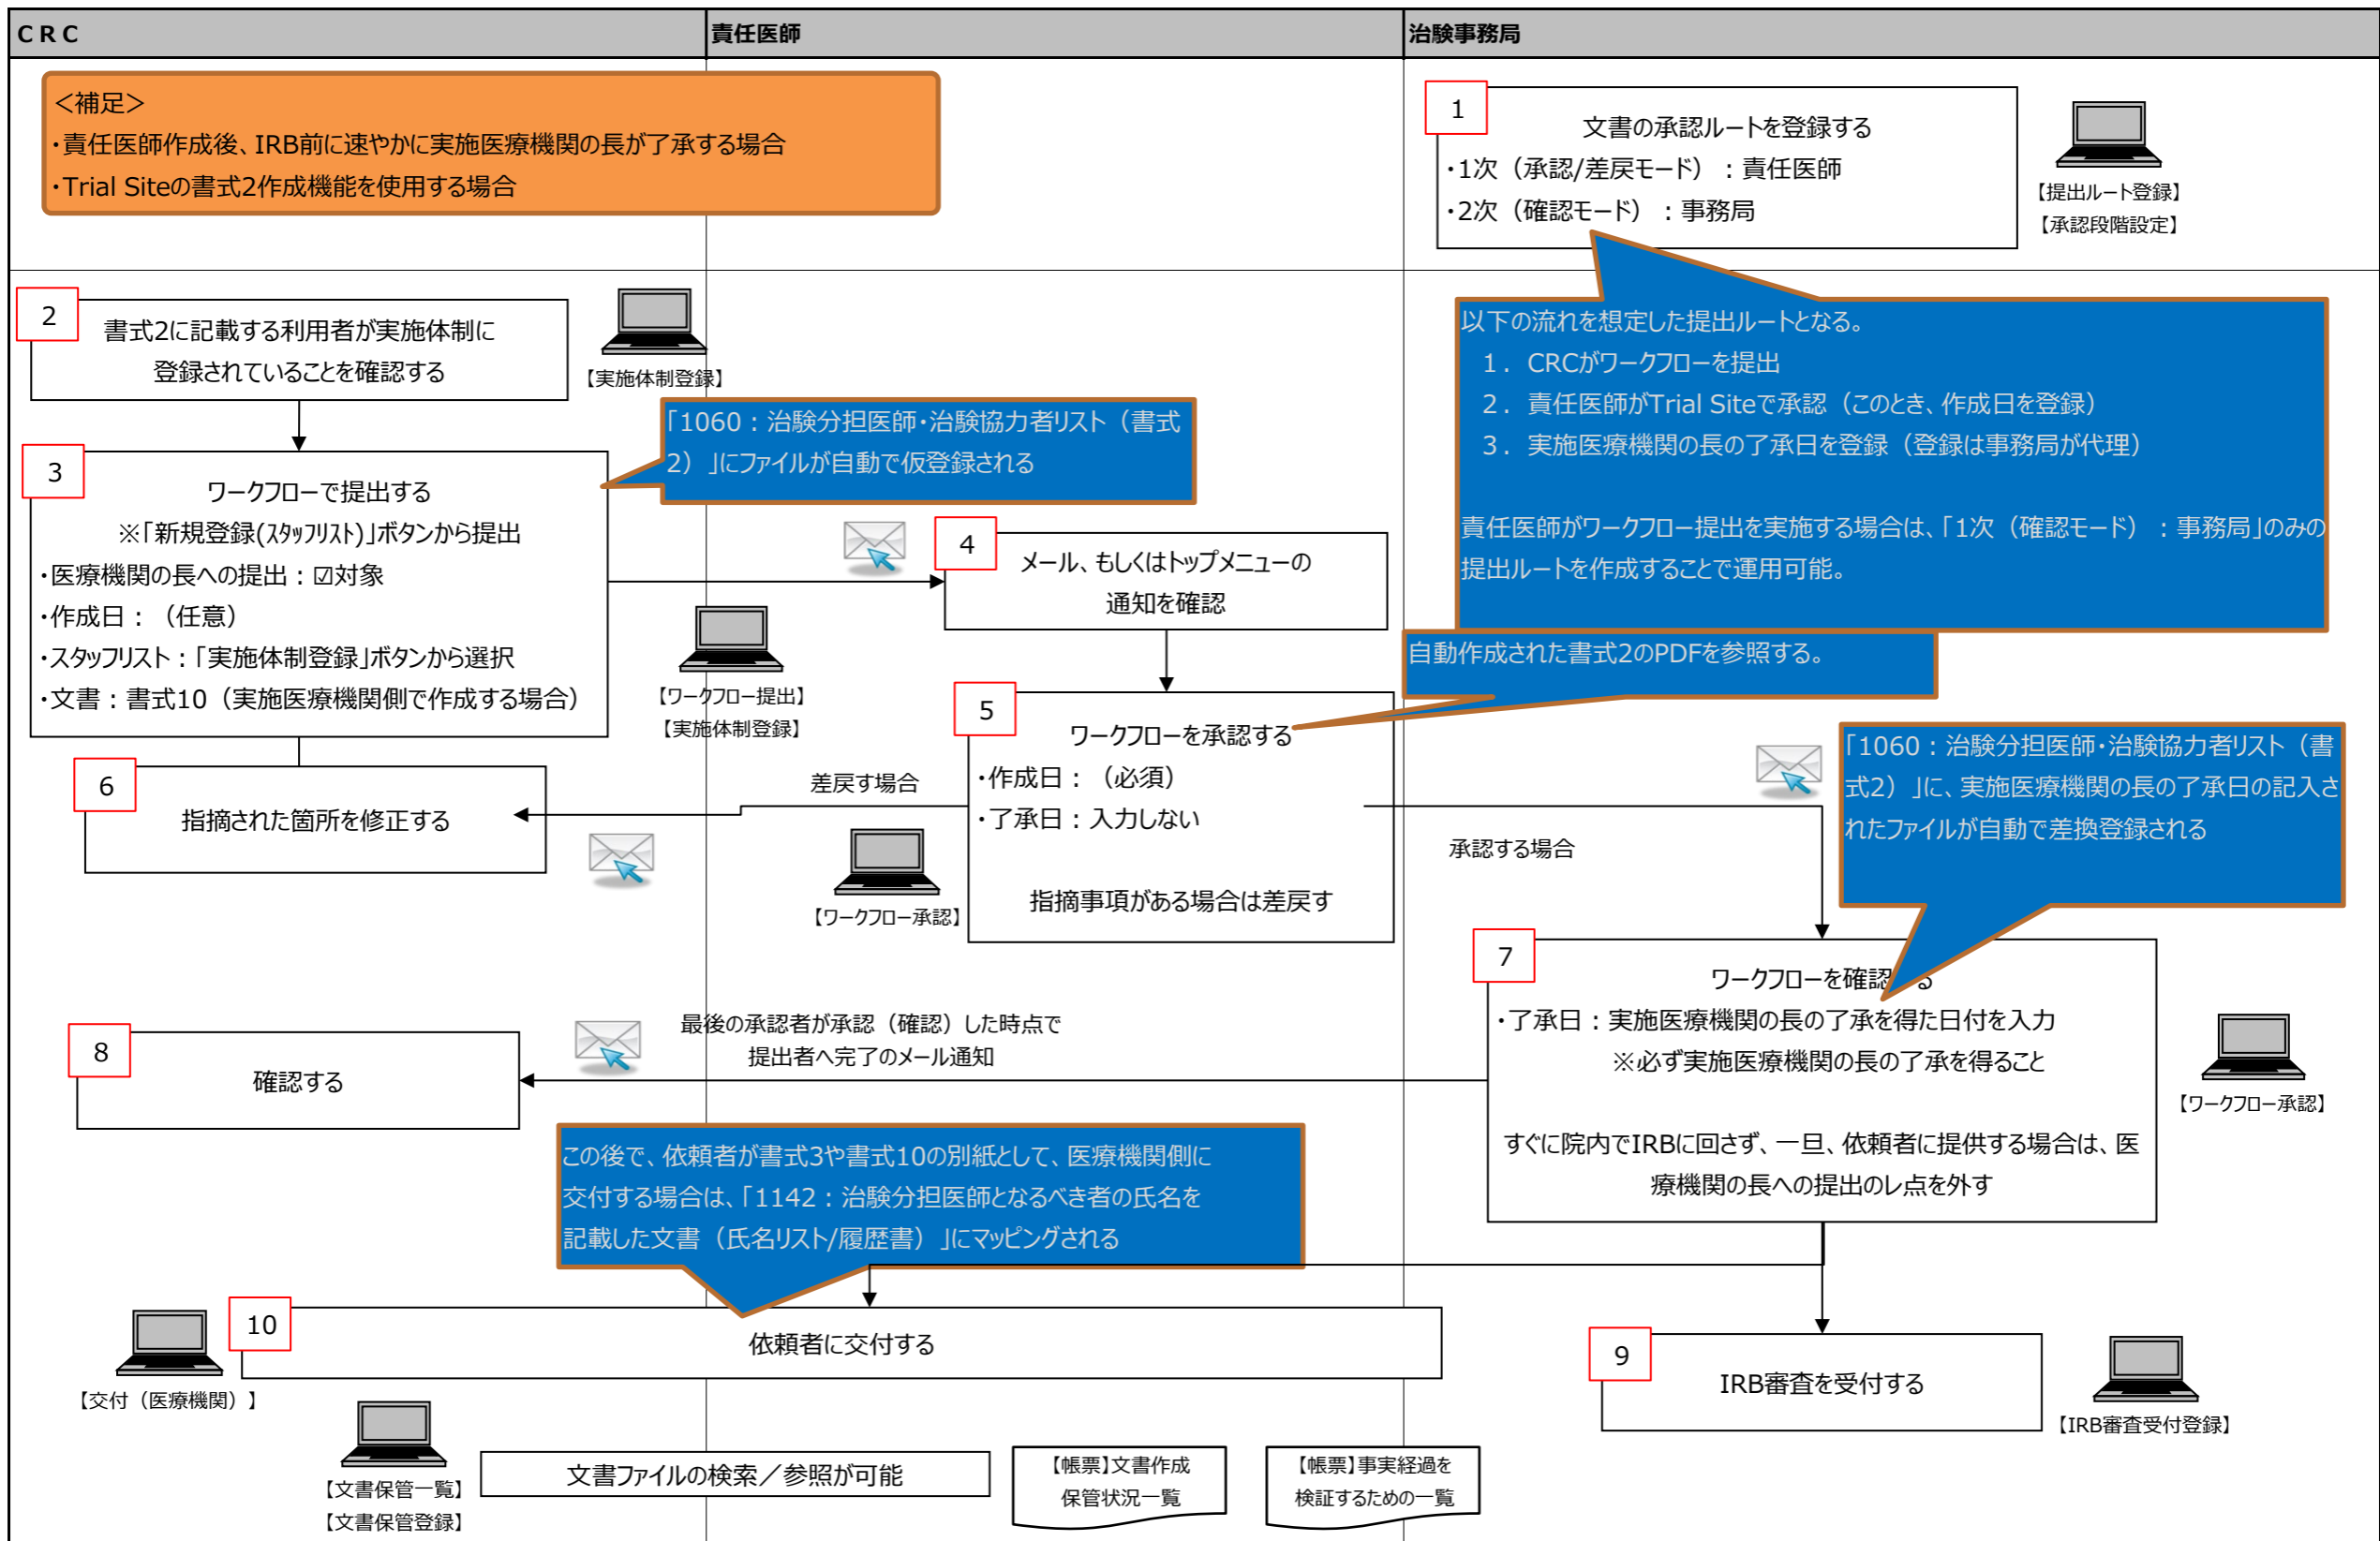 ＣＲＣ
責任医師
治験事務局
＜補足＞
・責任医師作成後、IRB前に速やかに実施医療機関の長が了承する場合
・Trial Siteの書式2作成機能を使用する場合
1
文書の承認ルートを登録する
・1次（承認/差戻モード）：責任医師
・2次（確認モード）：事務局
【提出ルート登録】
【承認段階設定】
以下の流れを想定した提出ルートとなる。
１．CRCがワークフローを提出
２．責任医師がTrial Siteで承認（このとき、作成日を登録）
３．実施医療機関の長の了承日を登録（登録は事務局が代理）
責任医師がワークフロー提出を実施する場合は、「1次（確認モード）：事務局」のみの
提出ルートを作成することで運用可能。
2
書式2に記載する利用者が実施体制に
登録されていることを確認する
【実施体制登録】
「1060：治験分担医師・治験協力者リスト（書式
2）」にファイルが自動で仮登録される
3
ワークフローで提出する
※「新規登録(スタッフリスト)」ボタンから提出
・医療機関の長への提出：☑対象
・作成日：（任意）
・スタッフリスト：「実施体制登録」ボタンから選択
・文書：書式10（実施医療機関側で作成する場合）
【ワークフロー提出】
【実施体制登録】
4
メール、もしくはトップメニューの
通知を確認
自動作成された書式2のPDFを参照する。
5
ワークフローを承認する
・作成日：（必須）
・了承日：入力しない
指摘事項がある場合は差戻す
差戻す場合
【ワークフロー承認】
承認する場合
6
指摘された箇所を修正する
「1060：治験分担医師・治験協力者リスト（書
式2）」に、実施医療機関の長の了承日の記入さ
れたファイルが自動で差換登録される
7
ワークフローを確認する
・了承日：実施医療機関の長の了承を得た日付を入力
※必ず実施医療機関の長の了承を得ること
すぐに院内でIRBに回さず、一旦、依頼者に提供する場合は、医
療機関の長への提出のレ点を外す
【ワークフロー承認】
最後の承認者が承認（確認）した時点で
提出者へ完了のメール通知
8
確認する
この後で、依頼者が書式3や書式10の別紙として、医療機関側に
交付する場合は、「1142：治験分担医師となるべき者の氏名を
記載した文書（氏名リスト/履歴書）」にマッピングされる
10
依頼者に交付する
【交付（医療機関）】
9
IRB審査を受付する
【IRB審査受付登録】
【文書保管一覧】
【文書保管登録】
文書ファイルの検索／参照が可能
【帳票】文書作成
保管状況一覧
【帳票】事実経過を
検証するための一覧